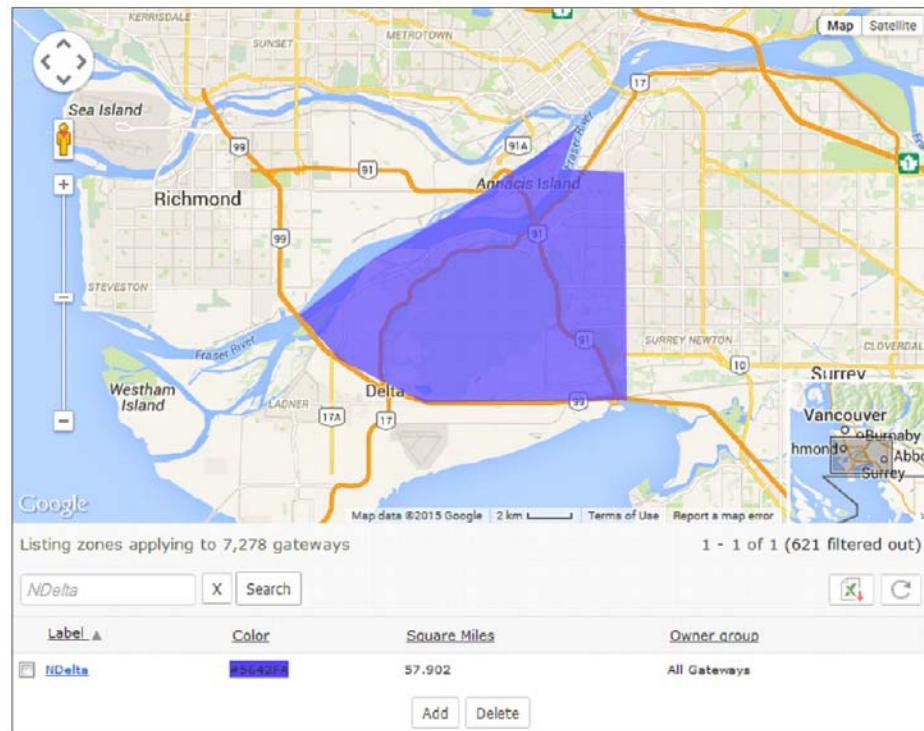 KERRISDALE
METROTOWN
SUNSET
Map Satellite
Sea Island
17
99
91A
Fraser River
1
91
Annacis Island
Richmond
99
91
STEVESTON
Fraser River
91
SURREY NEWTON
CLOVERDAL
10
Surrey
Westham
Island
LADNER
Delta
17A
17
99
Vancouver
Burnaby
hmond
Abbo
Surrey
Google
Map data ©2015 Google 2 km Terms of Use Report a map error
Listing zones applying to 7,278 gateways
1 - 1 of 1 (621 filtered out)
NDelta X Search
Label ▲ Color Square Miles Owner group
NDelta #5642FA 57.902 All Gateways
Add Delete